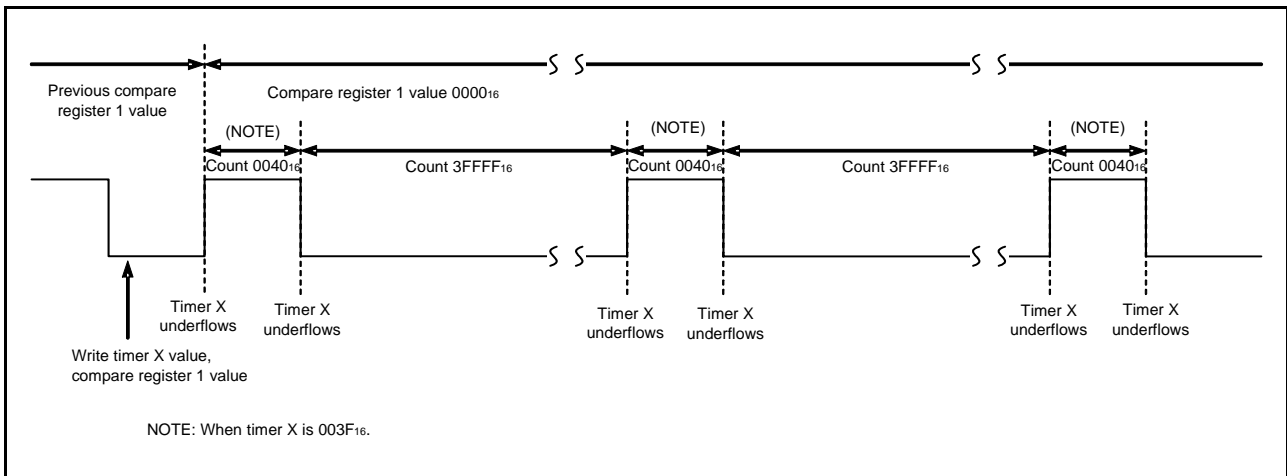 Previous compare
register 1 value
Compare register 1 value 0000₁₆
(NOTE)
(NOTE)
(NOTE)
Count 0040₁₆
Count 3FFFF₁₆
Count 0040₁₆
Count 3FFFF₁₆
Count 0040₁₆
Timer X
underflows
Timer X
underflows
Timer X
underflows
Timer X
underflows
Timer X
underflows
Timer X
underflows
Write timer X value,
compare register 1 value
NOTE: When timer X is 003F₁₆.